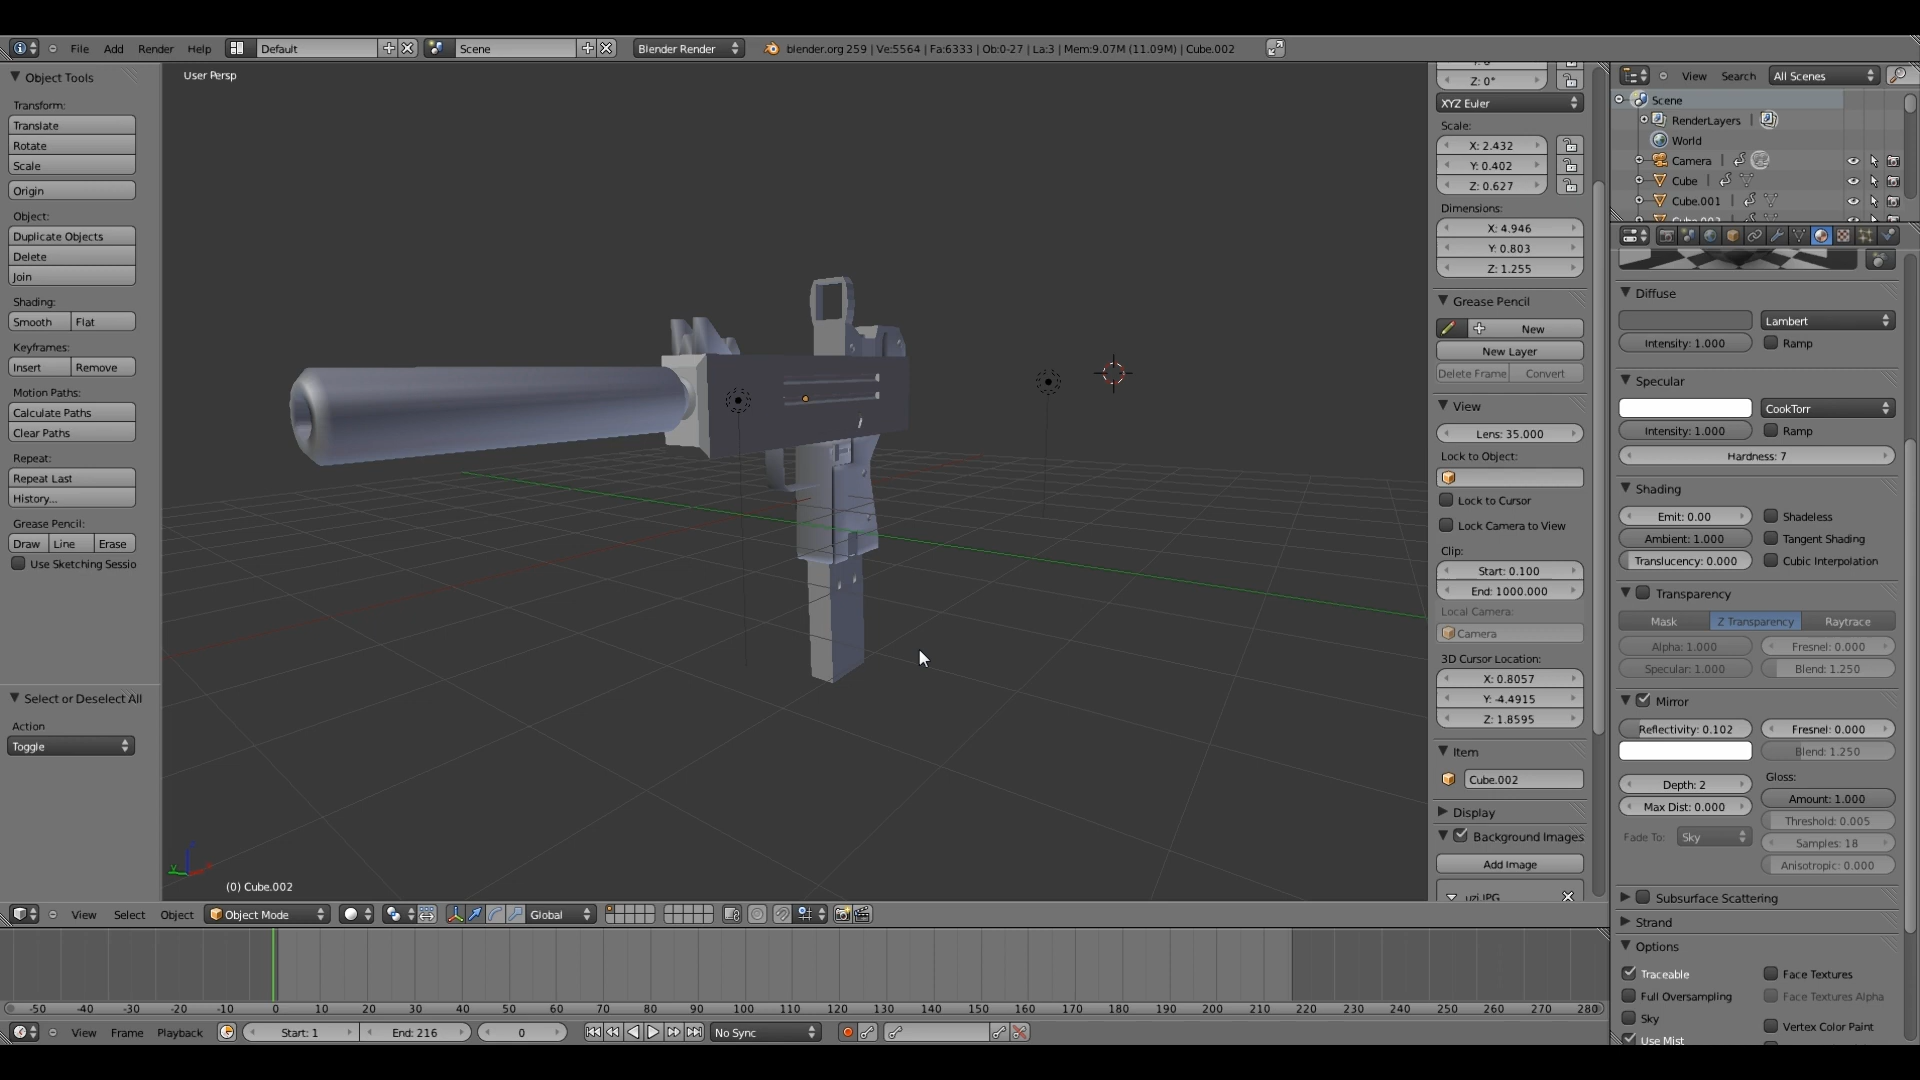 File Add Render Help Default Scene Blender Render blender.org 259 | Ve:5564 | Fa:6333 | Ob:0-27 | La:3 | Mem:9.07M (11.09M) | Cube.002
Object Tools
Transform:
Translate
Rotate
Scale
Origin
Object:
Duplicate Objects
Delete
Join
Shading:
Smooth Flat
Keyframes:
Insert Remove
Motion Paths:
Calculate Paths
Clear Paths
Repeat:
Repeat Last
History...
Grease Pencil:
Draw Line Erase
Use Sketching Sessio
Select or Deselect All
Action
Toggle
User Persp
(0) Cube.002
Z: 0°
XYZ Euler
Scale:
X: 2.432
Y: 0.402
Z: 0.627
Dimensions:
X: 4.946
Y: 0.803
Z: 1.255
Grease Pencil
New
New Layer
Delete Frame Convert
View
Lens: 35.000
Lock to Object:
Lock to Cursor
Lock Camera to View
Clip:
Start: 0.100
End: 1000.000
Local Camera:
Camera
3D Cursor Location:
X: 0.8057
Y: -4.4915
Z: 1.8595
Item
Cube.002
Display
Background Images
Add Image
uzi.JPG
View Search All Scenes
Scene
RenderLayers |
World
Camera |
Cube |
Cube.001 |
Diffuse
Lambert
Intensity: 1.000 Ramp
Specular
CookTorr
Intensity: 1.000 Ramp
Hardness: 7
Shading
Emit: 0.00 Shadeless
Ambient: 1.000 Tangent Shading
Translucency: 0.000 Cubic Interpolation
Transparency
Mask Z Transparency Raytrace
Alpha: 1.000 Fresnel: 0.000
Specular: 1.000 Blend: 1.250
Mirror
Reflectivity: 0.102 Fresnel: 0.000
Blend: 1.250
Depth: 2 Gloss:
Max Dist: 0.000 Amount: 1.000
Threshold: 0.005
Fade To: Sky Samples: 18
Anisotropic: 0.000
Subsurface Scattering
Strand
Options
Traceable Face Textures
Full Oversampling Face Textures Alpha
Sky Vertex Color Paint
Use Mist
View Select Object Object Mode Global
-50 -40 -30 -20 -10 0 10 20 30 40 50 60 70 80 90 100 110 120 130 140 150 160 170 180 190 200 210 220 230 240 250 260 270 280
View Frame Playback Start: 1 End: 216 0 No Sync